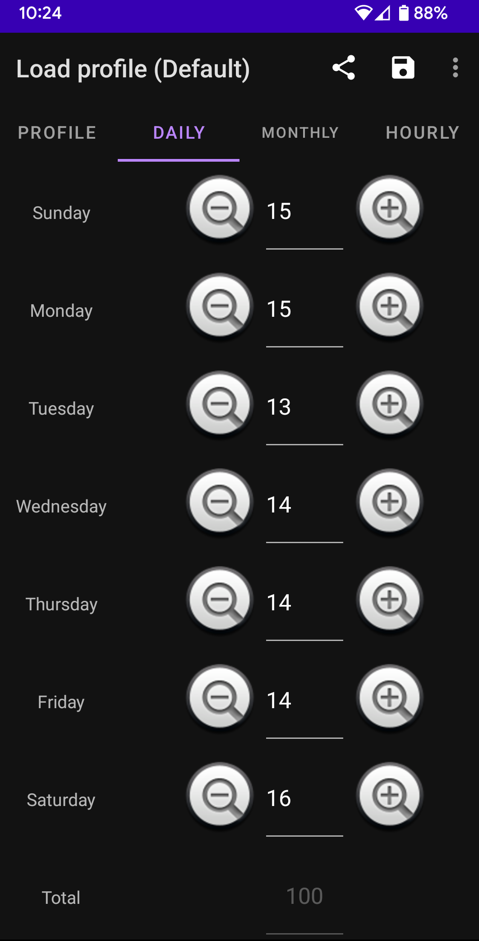 10:24 88%
Load profile (Default)
PROFILE DAILY MONTHLY HOURLY
Sunday 15
Monday 15
Tuesday 13
Wednesday 14
Thursday 14
Friday 14
Saturday 16
Total 100